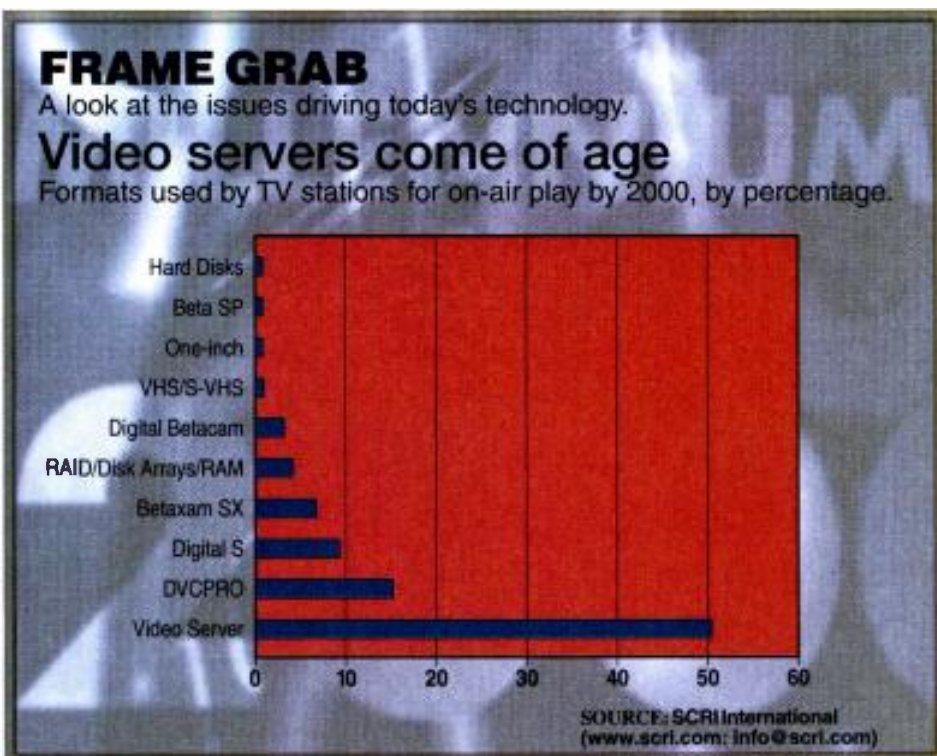 FRAME GRAB
A look at the issues driving today's technology.
Video servers come of age
Formats used by TV stations for on-air play by 2000, by percentage.
Hard Disks
Beta SP
One-inch
VHS/S-VHS
Digital Betacam
RAID/Disk Arrays/RAM
Betaxam SX
Digital S
DVCPRO
Video Server
0 10 20 30 40 50 60
SOURCE: SCRI International
(www.scri.com; info@scri.com)